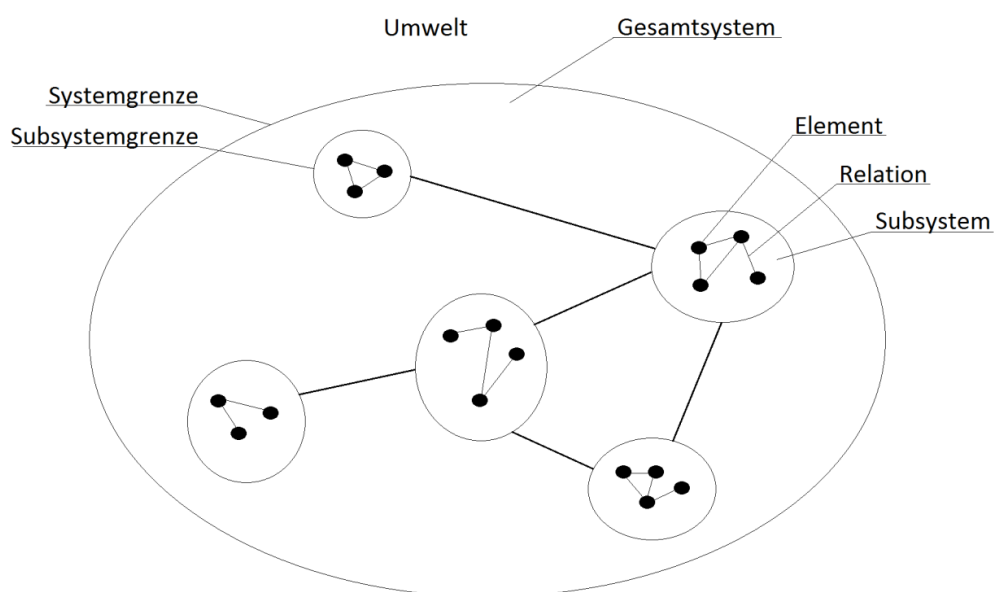 Umwelt
Gesamtsystem
Systemgrenze
Subsystemgrenze
Element
Relation
Subsystem